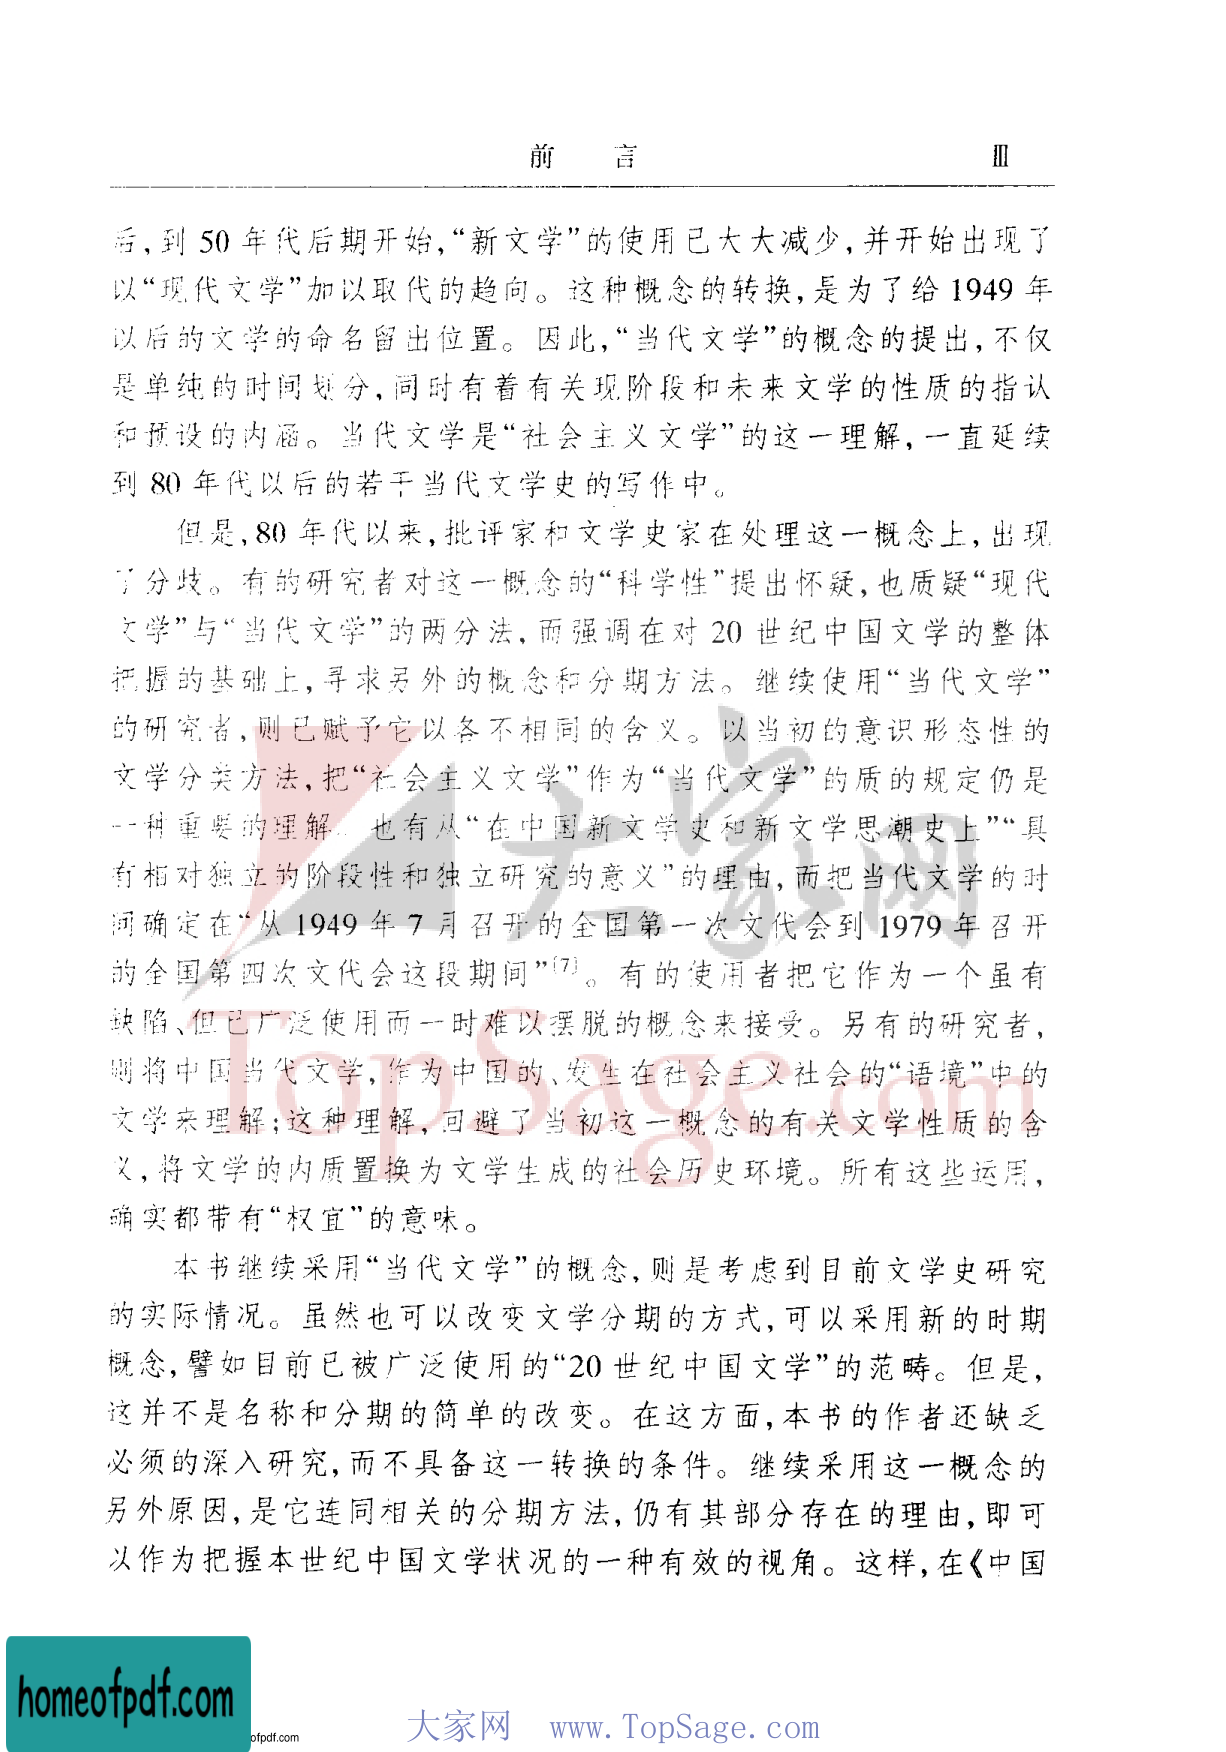 前 言 Ⅲ
后,到 50 年代后期开始,“新文学”的使用已大大减少,并开始出现了
以“现代文学”加以取代的趋向。这种概念的转换,是为了给 1949 年
以后的文学的命名留出位置。因此,“当代文学”的概念的提出,不仅
是单纯的时间划分,同时有着有关现阶段和未来文学的性质的指认
和预设的内涵。当代文学是“社会主义文学”的这一理解,一直延续
到 80 年代以后的若干当代文学史的写作中。
但是,80 年代以来,批评家和文学史家在处理这一概念上,出现
了分歧。有的研究者对这一概念的“科学性”提出怀疑,也质疑“现代
文学”与“当代文学”的两分法,而强调在对 20 世纪中国文学的整体
把握的基础上,寻求另外的概念和分期方法。继续使用“当代文学”
的研究者,则已赋予它以各不相同的含义。以当初的意识形态性的
文学分类方法,把“社会主义文学”作为“当代文学”的质的规定仍是
一种重要的理解。也有从“在中国新文学史和新文学思潮史上”“具
有相对独立的阶段性和独立研究的意义”的理由,而把当代文学的时
间确定在“从 1949 年 7 月召开的全国第一次文代会到 1979 年召开
的全国第四次文代会这段期间”[7]。有的使用者把它作为一个虽有
缺陷、但已广泛使用而一时难以摆脱的概念来接受。另有的研究者,
则将中国当代文学,作为中国的、发生在社会主义社会的“语境”中的
文学来理解;这种理解,回避了当初这一概念的有关文学性质的含
义,将文学的内质置换为文学生成的社会历史环境。所有这些运用,
确实都带有“权宜”的意味。
本书继续采用“当代文学”的概念,则是考虑到目前文学史研究
的实际情况。虽然也可以改变文学分期的方式,可以采用新的时期
概念,譬如目前已被广泛使用的“20 世纪中国文学”的范畴。但是,
这并不是名称和分期的简单的改变。在这方面,本书的作者还缺乏
必须的深入研究,而不具备这一转换的条件。继续采用这一概念的
另外原因,是它连同相关的分期方法,仍有其部分存在的理由,即可
以作为把握本世纪中国文学状况的一种有效的视角。这样,在《中国
大家网
TopSage.com
homeofpdf.com
ofpdf.com
大家网 www.TopSage.com